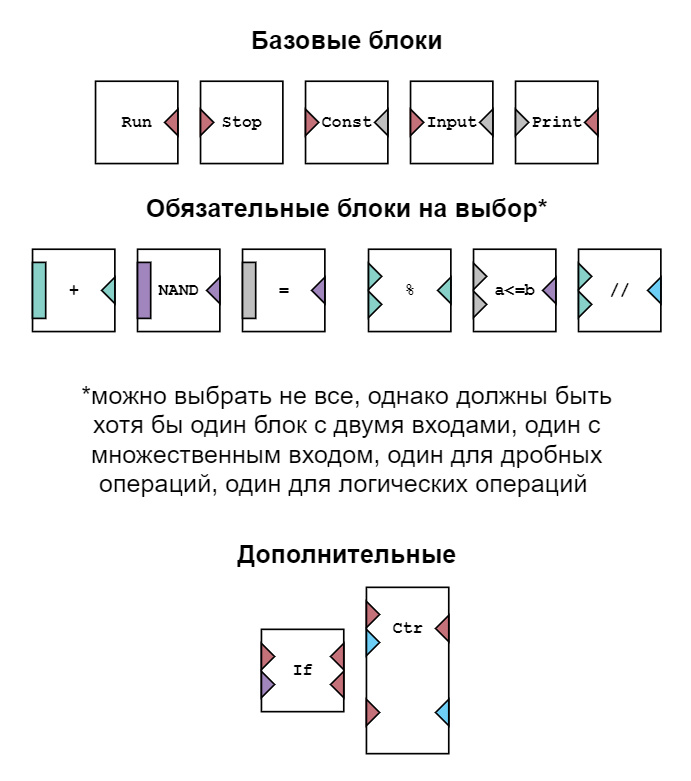 Базовые блоки
Run Stop Const Input Print
Обязательные блоки на выбор*
+ NAND = % a<=b //
*можно выбрать не все, однако должны быть
хотя бы один блок с двумя входами, один с
множественным входом, один для дробных
операций, один для логических операций
Дополнительные
Ctr
If